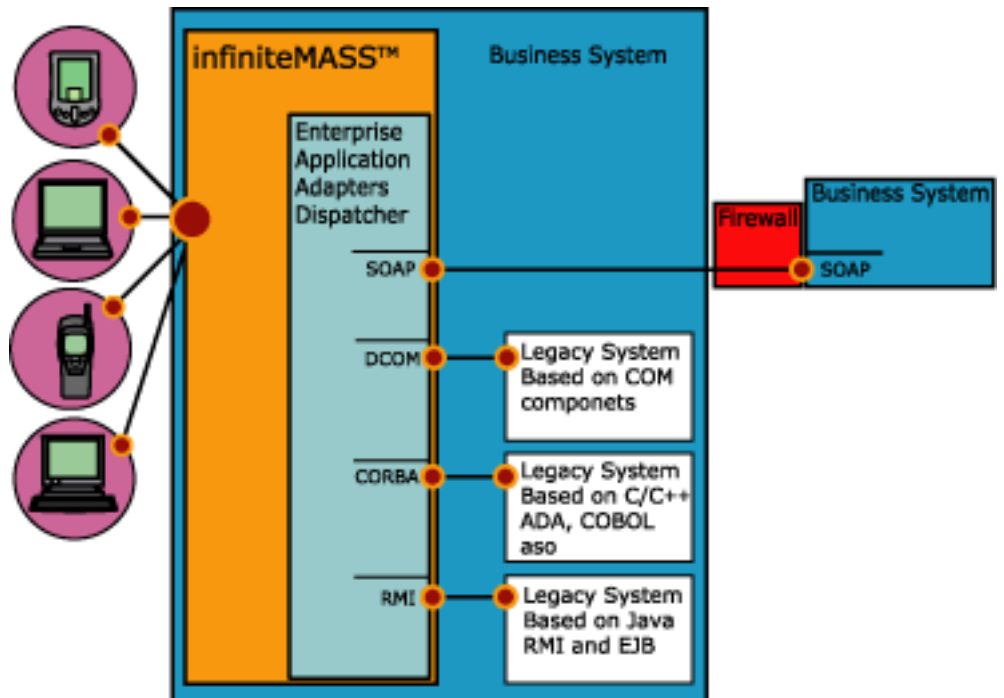 infiniteMASS™
Business System
Enterprise
Application
Adapters
Dispatcher
SOAP
DCOM
CORBA
RMI
Legacy System
Based on COM
componets
Legacy System
Based on C/C++
ADA, COBOL
aso
Legacy System
Based on Java
RMI and EJB
Firewall
Business System
SOAP